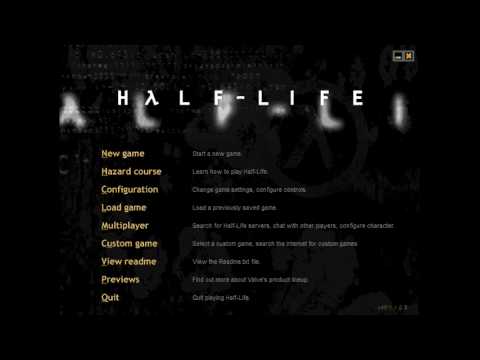 HλLF-LIFE
New game Start a new game.
Hazard course Learn how to play Half-Life.
Configuration Change game settings, configure controls.
Load game Load a previously saved game.
Multiplayer Search for Half-Life servers, chat with other players, configure character.
Custom game Select a custom game, search the internet for custom games
View readme View the Readme.txt file.
Previews Find out more about Valve's product lineup.
Quit Quit playing Half-Life.